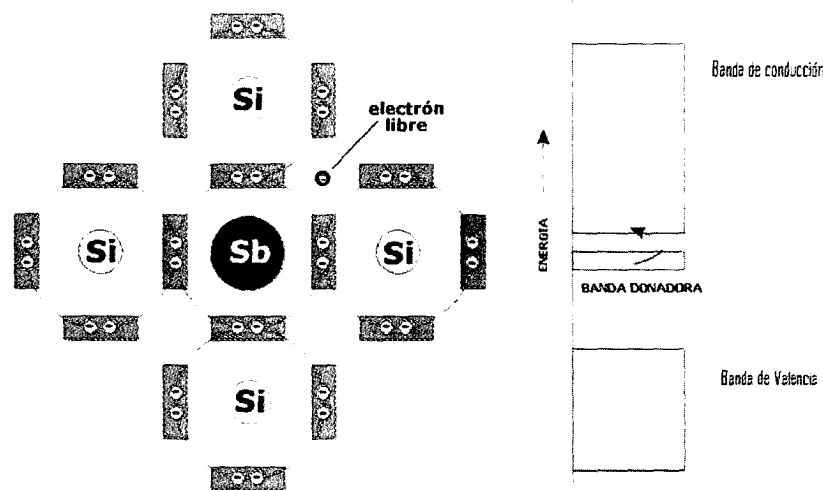 Si
electrón
libre
Si
Sb
Si
Si
Banda de conducción
ENERGIA
BANDA DONADORA
Banda de Valencia